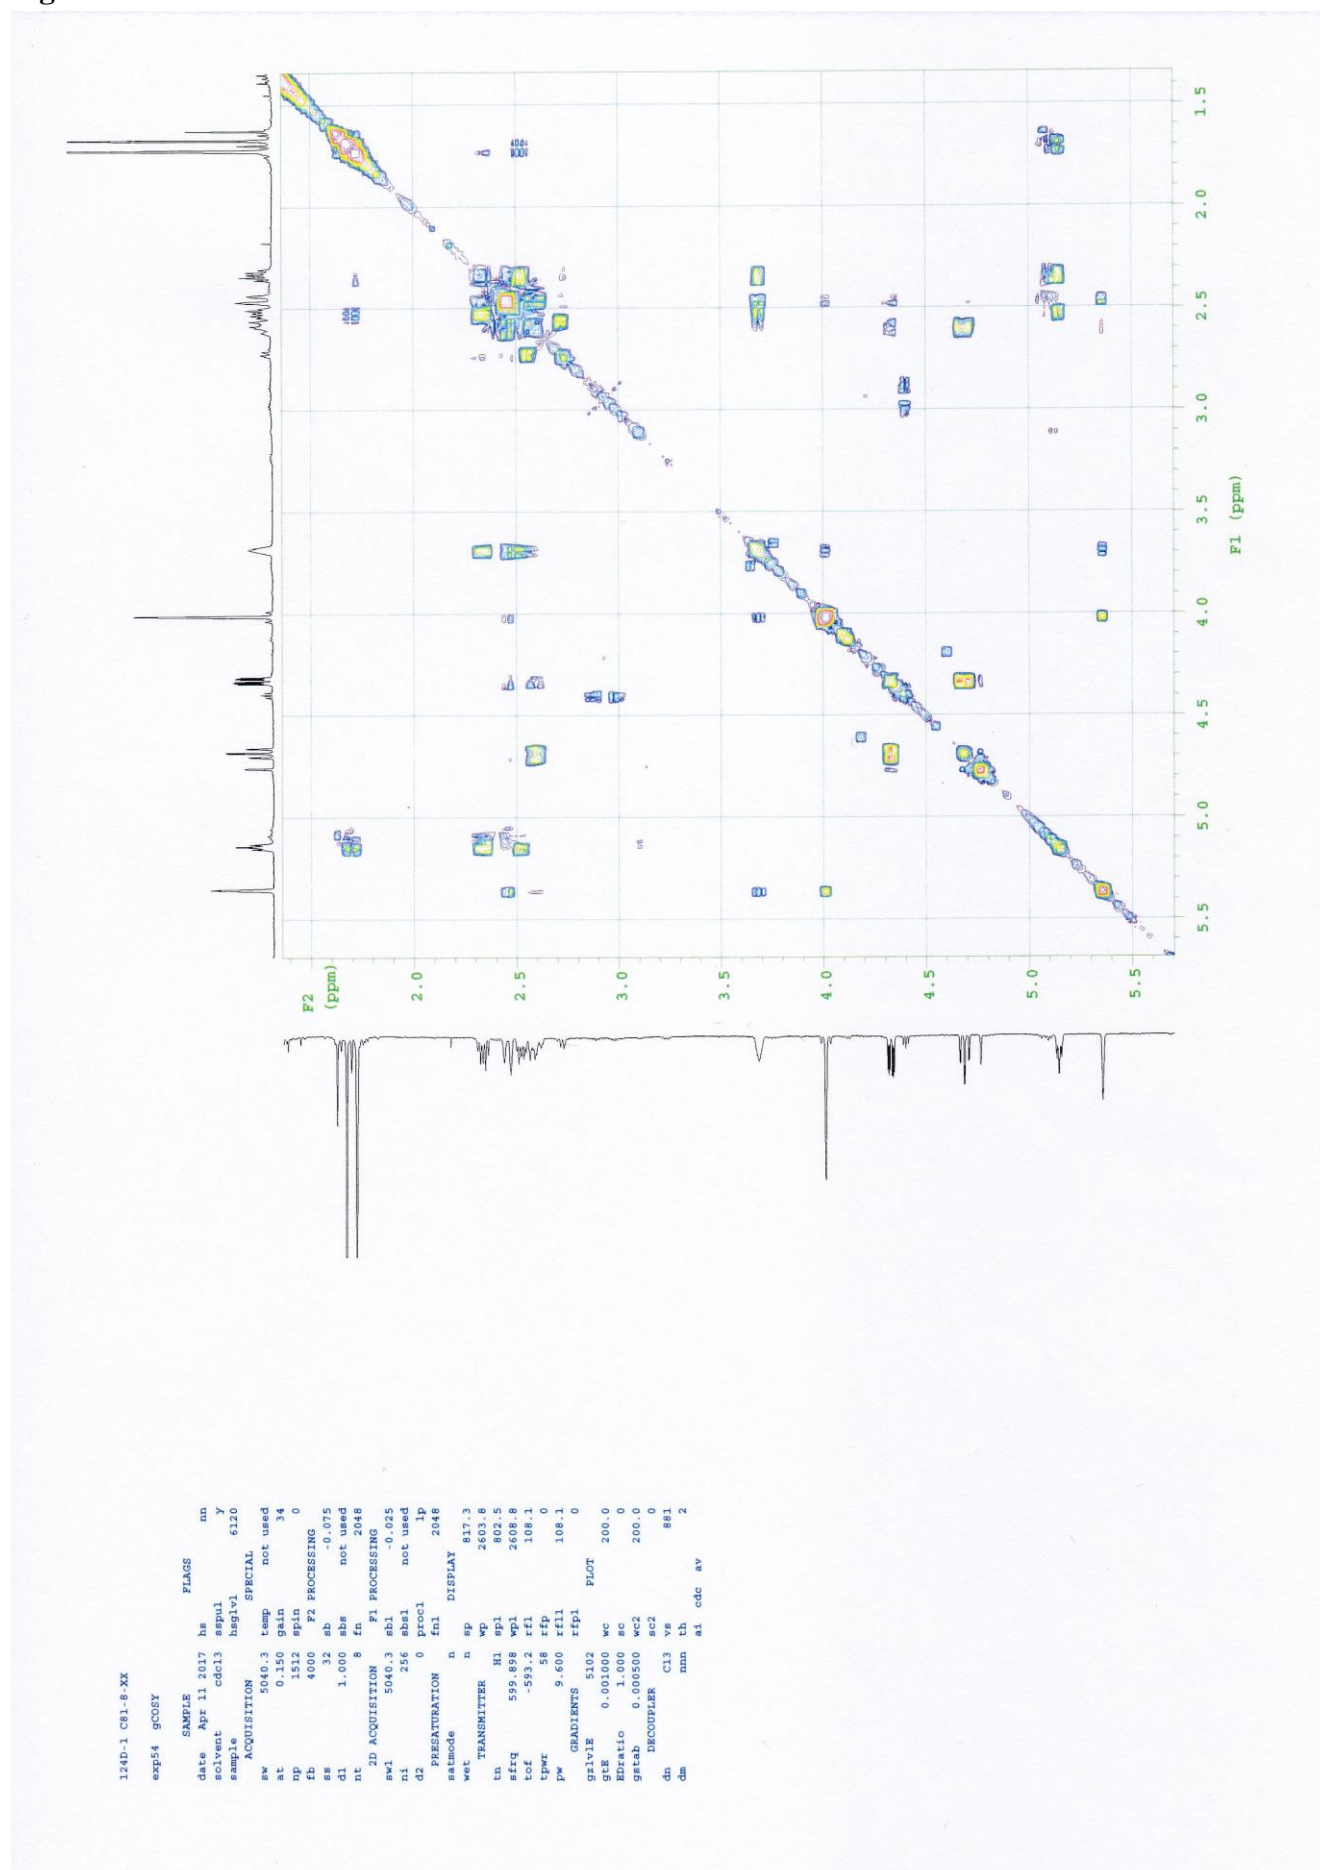 124D-1 C81-8-XX
exp54 gCOSY
SAMPLE FLAGS
date Apr 11 2017 hs nn
solvent cdcl3 sspul y
sample hsglvl 6120
ACQUISITION SPECIAL
sw 5040.3 temp not used
at 0.150 gain 34
np 1512 spin 0
fb 4000 F2 PROCESSING
ss 32 sb -0.075
d1 1.000 sbs not used
nt 8 fn 2048
2D ACQUISITION F1 PROCESSING
sw1 5040.3 sb1 -0.025
ni 256 sbs1 not used
d2 0 proc1 lp
PRESATURATION fn1 2048
satmode n DISPLAY
wet n sp 817.3
TRANSMITTER wp 2603.8
tn H1 sp1 802.5
sfrq 599.898 wp1 2608.8
tof -593.2 rfl 108.1
tpwr 58 rfp 0
pw 9.600 rfl1 108.1
GRADIENTS rfp1 0
gzlvlE 5102 PLOT
gtE 0.001000 wc 200.0
EDratio 1.000 sc 0
gstab 0.000500 wc2 200.0
DECOUPLER sc2 0
dn C13 vs 881
dm nnn th 2
ai cdc av
F2
(ppm)
2.0
2.5
3.0
3.5
4.0
4.5
5.0
5.5
5.5 5.0 4.5 4.0 3.5 3.0 2.5 2.0 1.5
F1 (ppm)